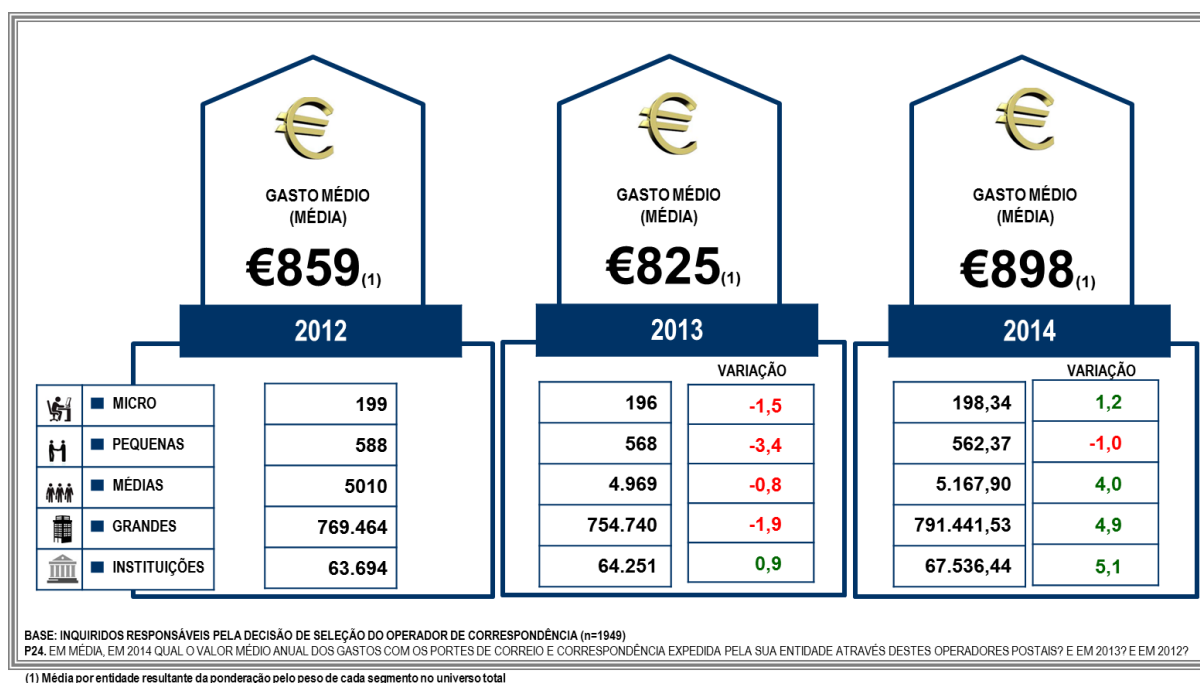 GASTO MÉDIO
(MÉDIA)
€859(1)
2012
GASTO MÉDIO
(MÉDIA)
€825(1)
2013
GASTO MÉDIO
(MÉDIA)
€898(1)
2014
VARIAÇÃO
VARIAÇÃO
MICRO 199 196 -1,5 198,34 1,2
PEQUENAS 588 568 -3,4 562,37 -1,0
MÉDIAS 5010 4.969 -0,8 5.167,90 4,0
GRANDES 769.464 754.740 -1,9 791.441,53 4,9
INSTITUIÇÕES 63.694 64.251 0,9 67.536,44 5,1
BASE: INQUIRIDOS RESPONSÁVEIS PELA DECISÃO DE SELEÇÃO DO OPERADOR DE CORRESPONDÊNCIA (n=1949)
P24. EM MÉDIA, EM 2014 QUAL O VALOR MÉDIO ANUAL DOS GASTOS COM OS PORTES DE CORREIO E CORRESPONDÊNCIA EXPEDIDA PELA SUA ENTIDADE ATRAVÉS DESTES OPERADORES POSTAIS? E EM 2013? E EM 2012?
(1) Média por entidade resultante da ponderação pelo peso de cada segmento no universo total